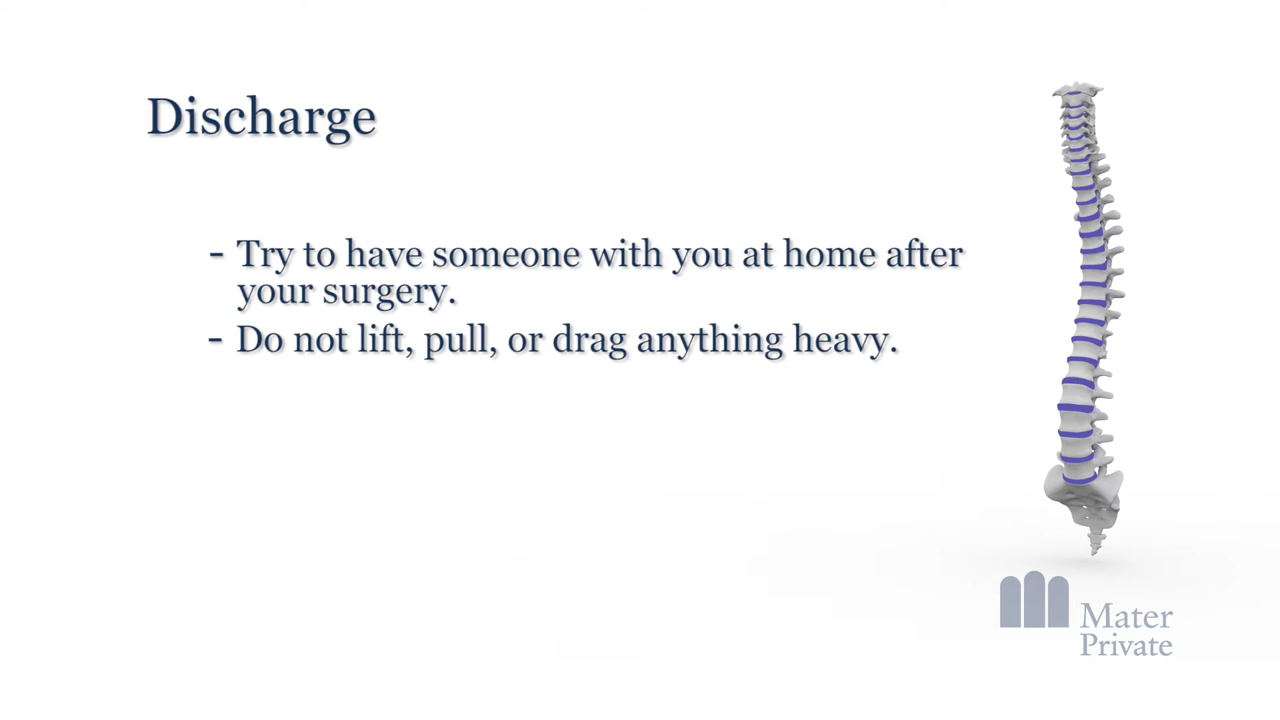 Discharge
- Try to have someone with you at home after
your surgery.
- Do not lift, pull, or drag anything heavy.
Mater
Private